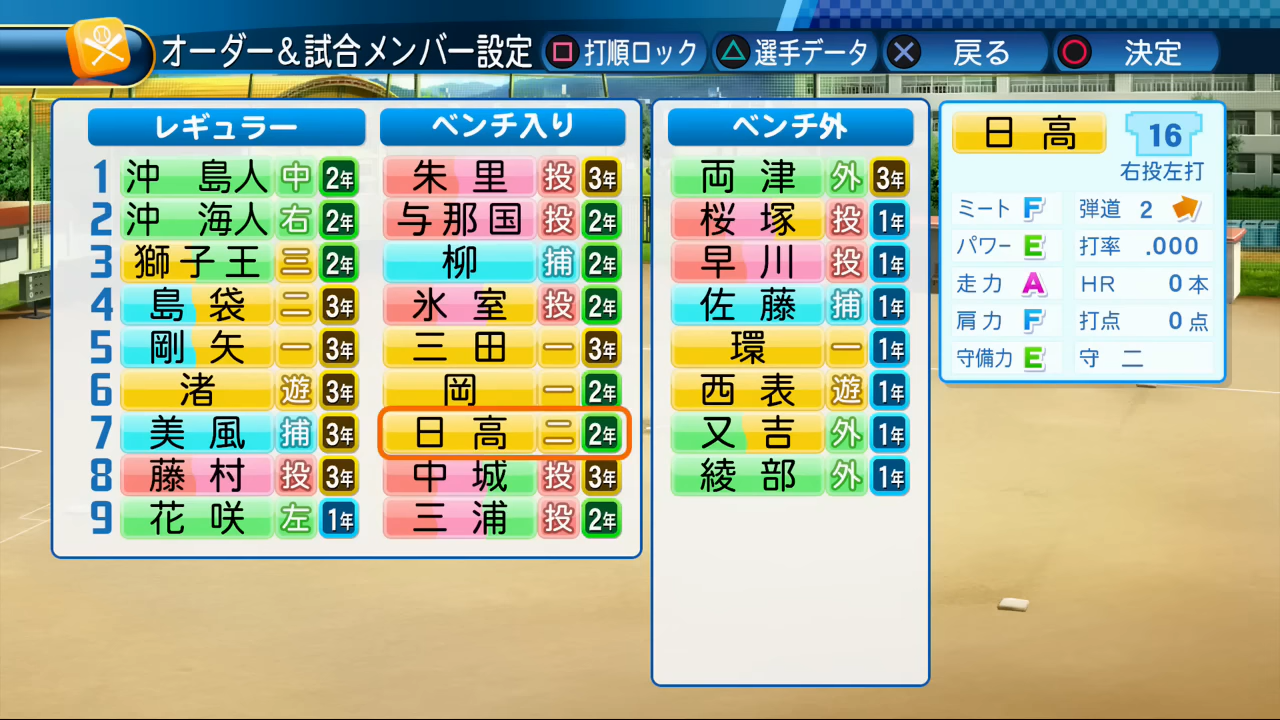 オーダー＆試合メンバー設定 打順ロック 選手データ 戻る 決定
レギュラー
1 沖 島人 中 2年
2 沖 海人 右 2年
3 獅子王 三 2年
4 島袋 二 3年
5 剛矢 一 3年
6 渚 遊 3年
7 美風 捕 3年
8 藤村 投 3年
9 花咲 左 1年
ベンチ入り
朱里 投 3年
与那国 投 2年
柳 捕 2年
氷室 投 2年
三田 一 3年
岡 一 2年
日高 二 2年
中城 投 3年
三浦 投 2年
ベンチ外
両津 外 3年
桜塚 投 1年
早川 投 1年
佐藤 捕 1年
環 一 1年
西表 遊 1年
又吉 外 1年
綾部 外 1年
日高 16
右投左打
ミート F 弾道 2
パワー E 打率 .000
走力 A HR 0本
肩力 F 打点 0点
守備力 E 守 二